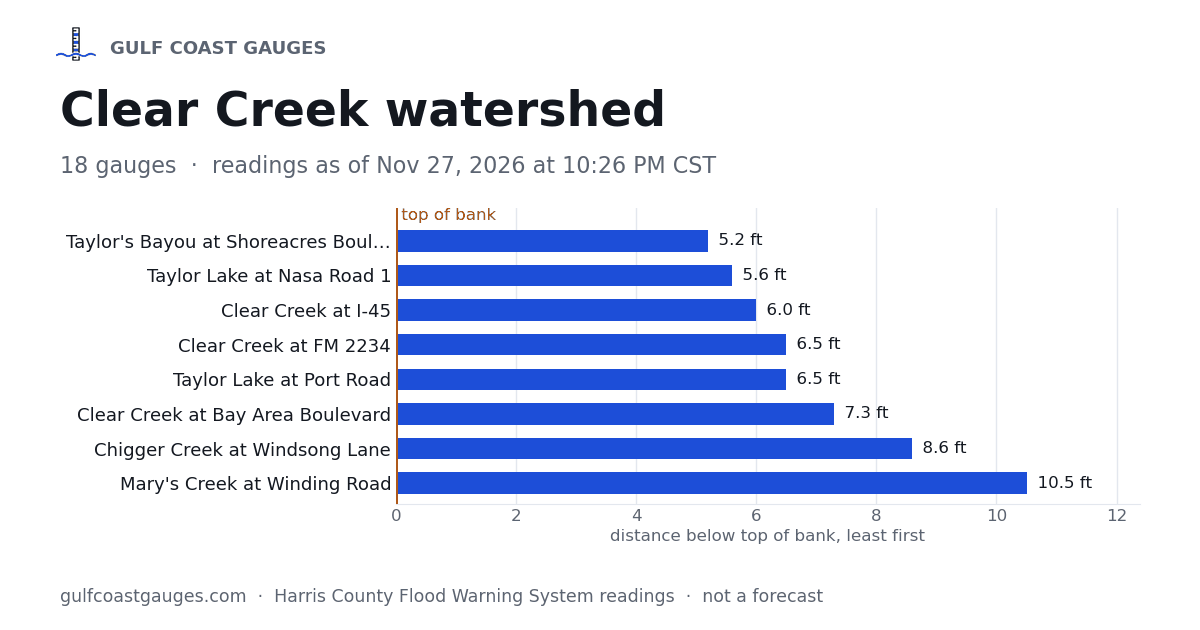 GULF COAST GAUGES
Clear Creek watershed
18 gauges · readings as of Nov 27, 2026 at 10:26 PM CST
top of bank
Taylor's Bayou at Shoreacres Boul… 5.2 ft
Taylor Lake at Nasa Road 1 5.6 ft
Clear Creek at I-45 6.0 ft
Clear Creek at FM 2234 6.5 ft
Taylor Lake at Port Road 6.5 ft
Clear Creek at Bay Area Boulevard 7.3 ft
Chigger Creek at Windsong Lane 8.6 ft
Mary's Creek at Winding Road 10.5 ft
0 2 4 6 8 10 12
distance below top of bank, least first
gulfcoastgauges.com · Harris County Flood Warning System readings · not a forecast